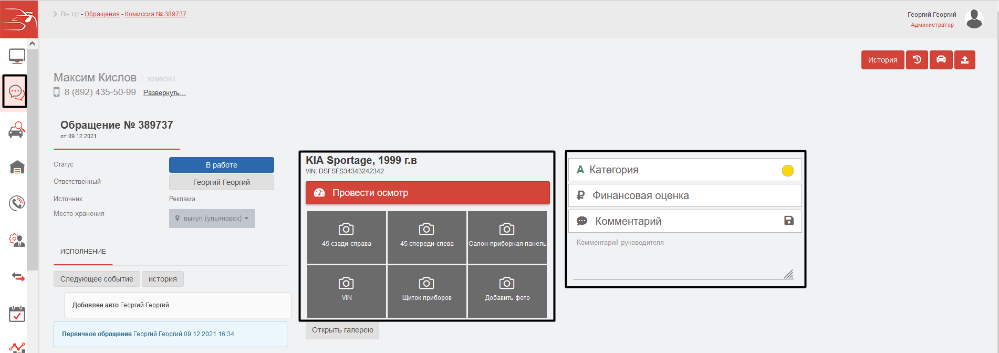 Вы тут - Обращения - Комиссия № 389737
Георгий Георгий
Администратор
История
Максим Кислов | клиент
8 (892) 435-50-99 Развернуть...
Обращение № 389737
от 09.12.2021
Статус
В работе
Ответственный
Георгий Георгий
Источник
Реклама
Место хранения
выкуп (ульяновск)
ИСПОЛНЕНИЕ
Следующее событие
история
Добавлен авто Георгий Георгий
Первичное обращение Георгий Георгий 09.12.2021 16:34
KIA Sportage, 1999 г.в
VIN: DSFSFS34343242342
Провести осмотр
45 сзади-справа
45 спереди-слева
Салон-приборная панель
VIN
Щиток приборов
Добавить фото
Открыть галерею
A Категория
₽ Финансовая оценка
Комментарий
Комментарий руководителя